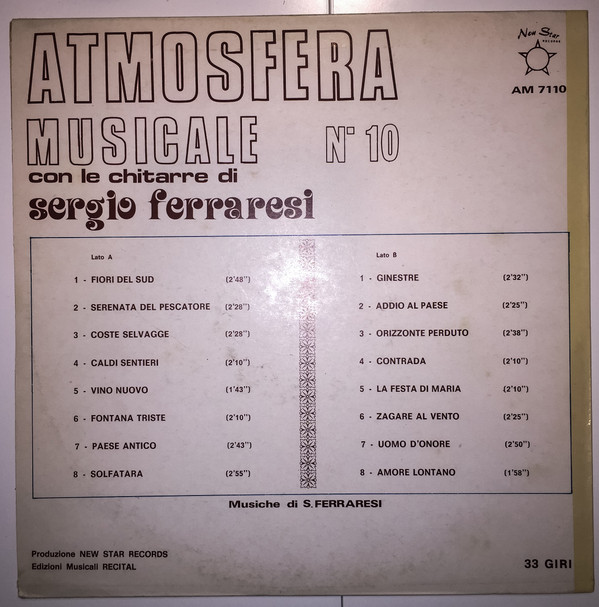 ATMOSFERA
New Star
RECORDS
AM 7110
MUSICALE N° 10
con le chitarre di
sergio ferraresi
Lato A
1 - FIORI DEL SUD (2'48")
2 - SERENATA DEL PESCATORE (2'28")
3 - COSTE SELVAGGE (2'28")
4 - CALDI SENTIERI (2'10")
5 - VINO NUOVO (1'43")
6 - FONTANA TRISTE (2'10")
7 - PAESE ANTICO (2'43")
8 - SOLFATARA (2'55")
Lato B
1 - GINESTRE (2'32")
2 - ADDIO AL PAESE (2'25")
3 - ORIZZONTE PERDUTO (2'38")
4 - CONTRADA (2'10")
5 - LA FESTA DI MARIA (2'10")
6 - ZAGARE AL VENTO (2'25")
7 - UOMO D'ONORE (2'50")
8 - AMORE LONTANO (1'58")
Musiche di S. FERRARESI
Produzione NEW STAR RECORDS
Edizioni Musicali RECITAL
33 GIRI